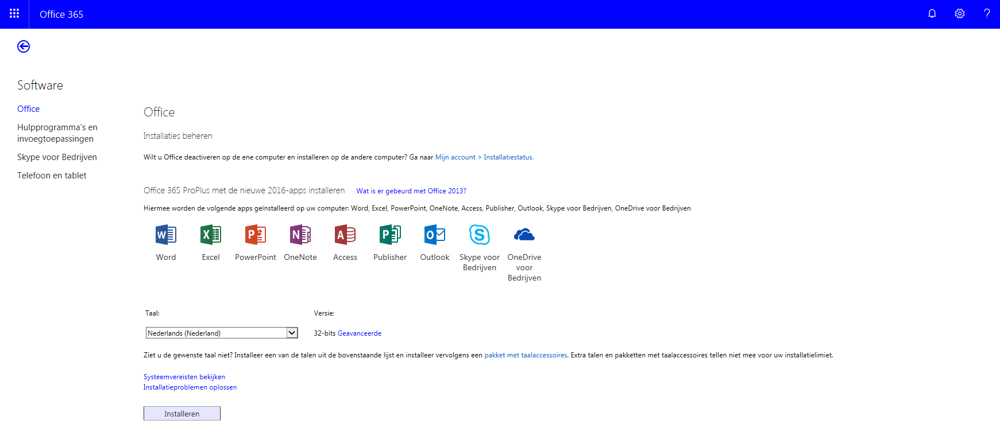 Office 365
Software
Office
Hulpprogramma's en
invoegtoepassingen
Skype voor Bedrijven
Telefoon en tablet
Office
Installaties beheren
Wilt u Office deactiveren op de ene computer en installeren op de andere computer? Ga naar Mijn account > Installatiestatus.
Office 365 ProPlus met de nieuwe 2016-apps installeren Wat is er gebeurd met Office 2013?
Hiermee worden de volgende apps geïnstalleerd op uw computer: Word, Excel, PowerPoint, OneNote, Access, Publisher, Outlook, Skype voor Bedrijven, OneDrive voor Bedrijven
Word
Excel
PowerPoint
OneNote
Access
Publisher
Outlook
Skype voor
Bedrijven
OneDrive
voor
Bedrijven
Taal:
Versie:
Nederlands (Nederland)
32-bits Geavanceerde
Ziet u de gewenste taal niet? Installeer een van de talen uit de bovenstaande lijst en installeer vervolgens een pakket met taalaccessoires. Extra talen en pakketten met taalaccessoires tellen niet mee voor uw installatielimiet.
Systeemvereisten bekijken
Installatieproblemen oplossen
Installeren